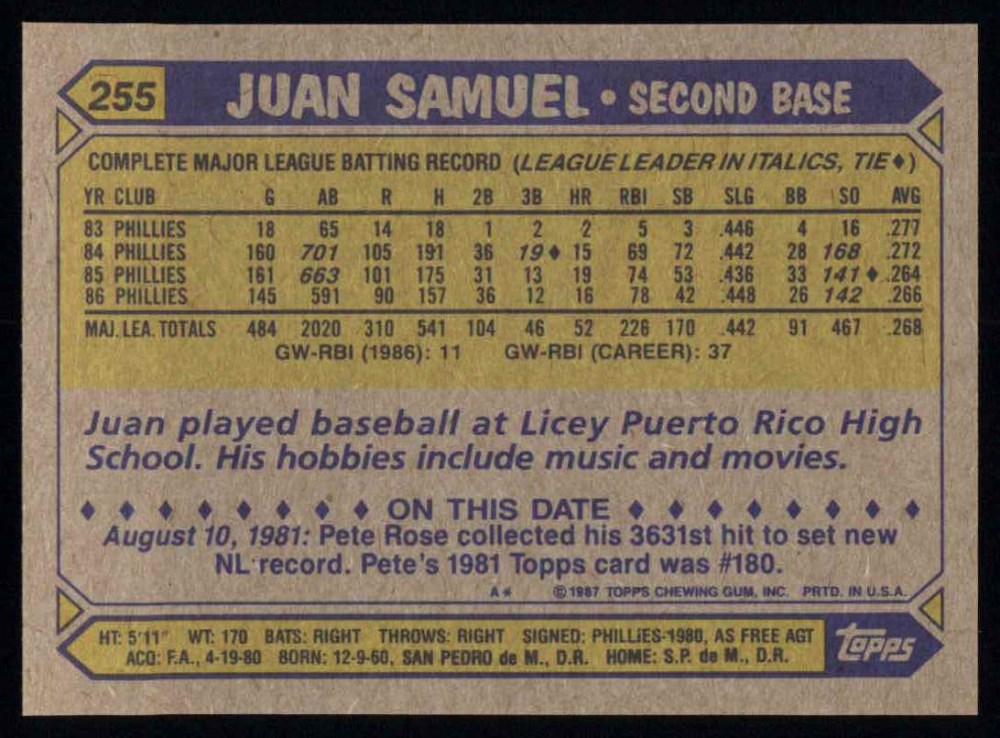 255 JUAN SAMUEL • SECOND BASE
COMPLETE MAJOR LEAGUE BATTING RECORD (LEAGUE LEADER IN ITALICS, TIE♦)
YR CLUB G AB R H 2B 3B HR RBI SB SLG BB SO AVG
83 PHILLIES 18 65 14 18 1 2 2 5 3 .446 4 16 .277
84 PHILLIES 160 701 105 191 36 19♦ 15 69 72 .442 28 168 .272
85 PHILLIES 161 663 101 175 31 13 19 74 53 .436 33 141♦ .264
86 PHILLIES 145 591 90 157 36 12 16 78 42 .448 26 142 .266
MAJ. LEA. TOTALS 484 2020 310 541 104 46 52 226 170 .442 91 467 .268
GW-RBI (1986): 11 GW-RBI (CAREER): 37
Juan played baseball at Licey Puerto Rico High
School. His hobbies include music and movies.
♦ ♦ ♦ ♦ ♦ ♦ ♦ ♦ ON THIS DATE ♦ ♦ ♦ ♦ ♦ ♦ ♦ ♦
August 10, 1981: Pete Rose collected his 3631st hit to set new
NL record. Pete's 1981 Topps card was #180.
A* © 1987 TOPPS CHEWING GUM, INC. PRTD. IN U.S.A.
HT: 5'11" WT: 170 BATS: RIGHT THROWS: RIGHT SIGNED: PHILLIES-1980, AS FREE AGT
ACQ: F.A., 4-19-80 BORN: 12-9-60, SAN PEDRO de M., D.R. HOME: S.P. de M., D.R.
Topps